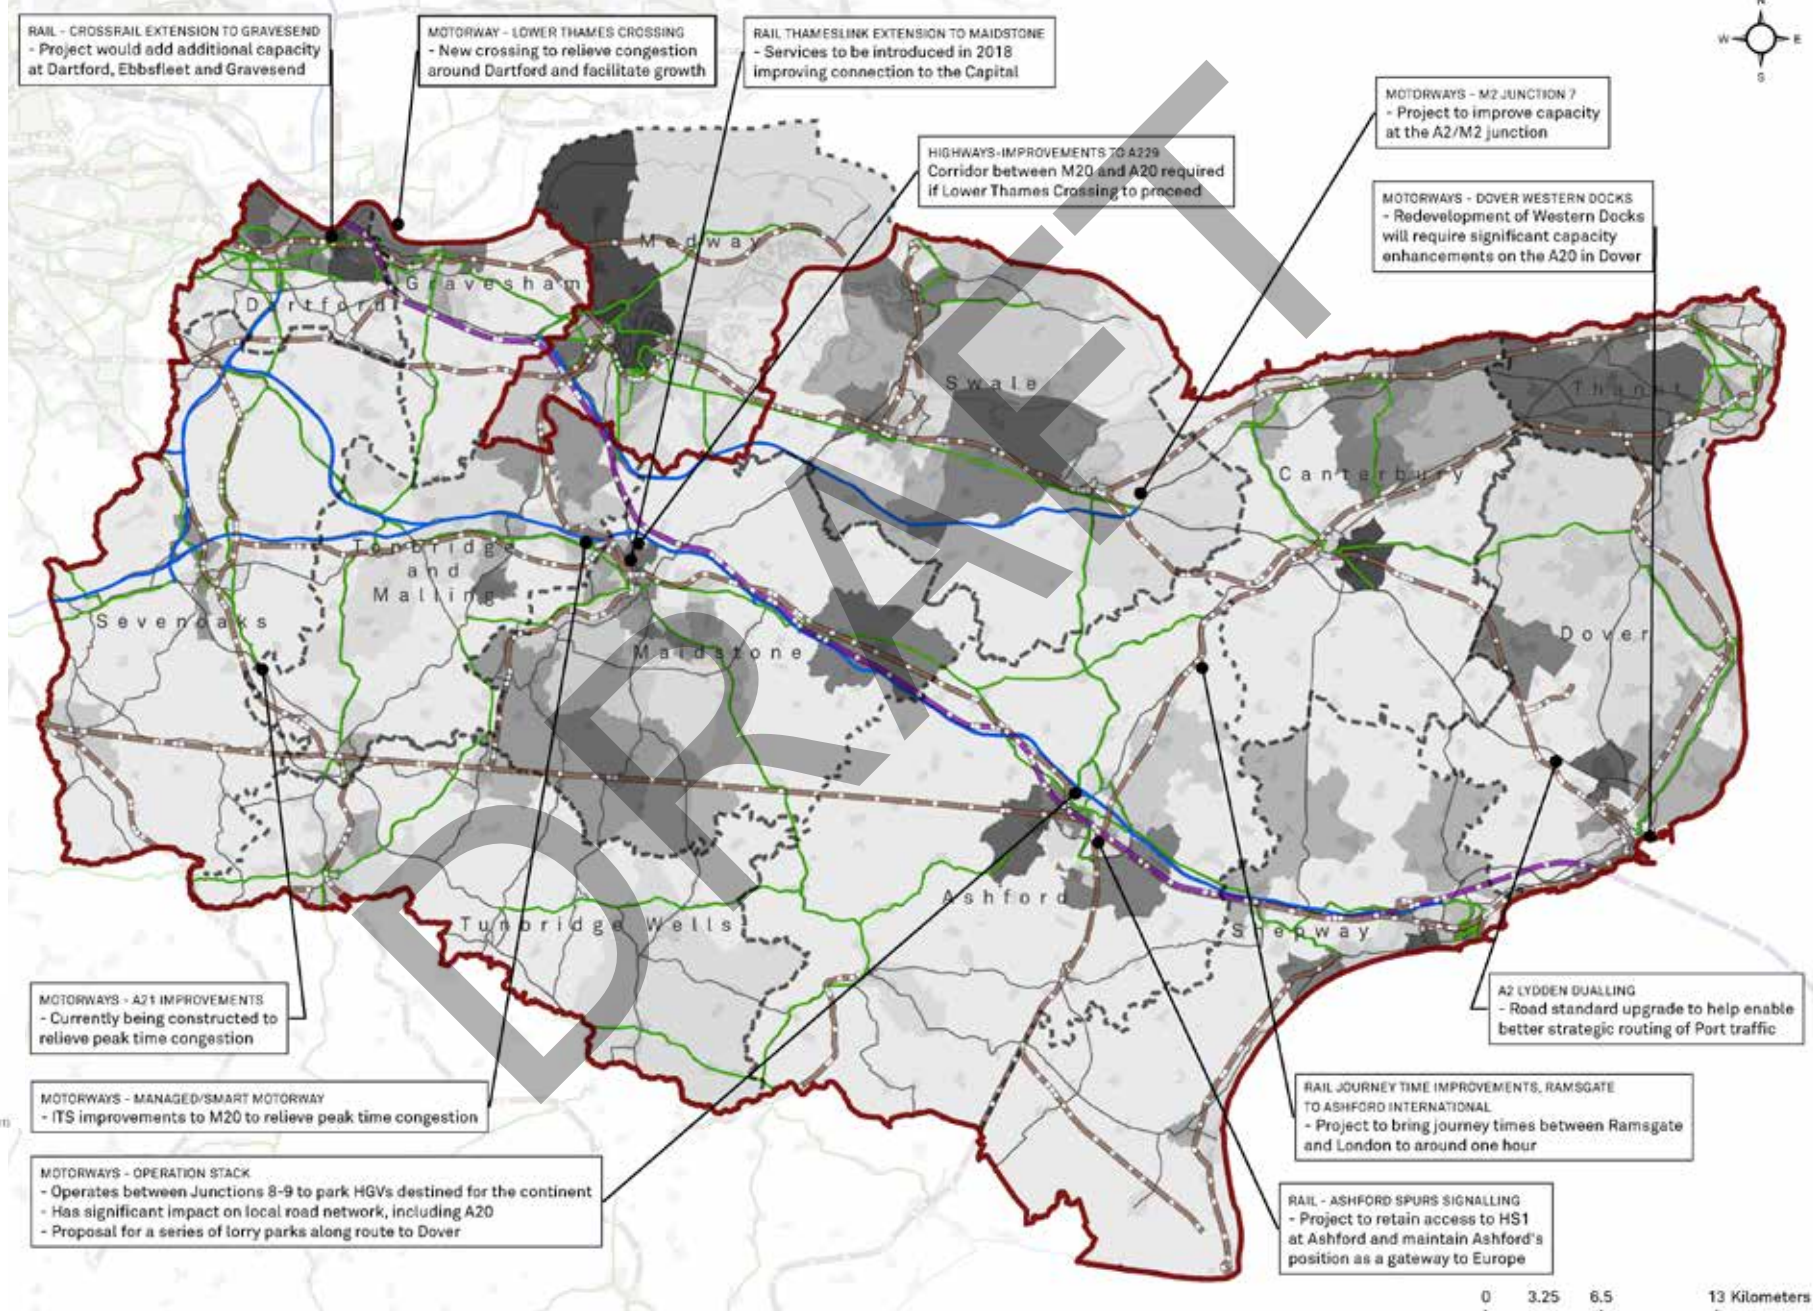 RAIL - CROSSRAIL EXTENSION TO GRAVESEND
- Project would add additional capacity
at Dartford, Ebbsfleet and Gravesend
MOTORWAY - LOWER THAMES CROSSING
- New crossing to relieve congestion
around Dartford and facilitate growth
RAIL THAMESLINK EXTENSION TO MAIDSTONE
- Services to be introduced in 2018
improving connection to the Capital
N
W
E
S
MOTORWAYS - M2 JUNCTION 7
- Project to improve capacity
at the A2/M2 junction
HIGHWAYS-IMPROVEMENTS TO A229
Corridor between M20 and A20 required
if Lower Thames Crossing to proceed
MOTORWAYS - DOVER WESTERN DOCKS
- Redevelopment of Western Docks
will require significant capacity
enhancements on the A20 in Dover
Medway
Gravesham
Dartford
Swale
Thanet
Canterbury
Tonbridge
and
Malling
Sevenoaks
Maidstone
Dover
Ashford
Tunbridge Wells
Shepway
DRAFT
MOTORWAYS - A21 IMPROVEMENTS
- Currently being constructed to
relieve peak time congestion
A2 LYDDEN DUALLING
- Road standard upgrade to help enable
better strategic routing of Port traffic
MOTORWAYS - MANAGED/SMART MOTORWAY
- ITS improvements to M20 to relieve peak time congestion
RAIL JOURNEY TIME IMPROVEMENTS, RAMSGATE
TO ASHFORD INTERNATIONAL
- Project to bring journey times between Ramsgate
and London to around one hour
MOTORWAYS - OPERATION STACK
- Operates between Junctions 8-9 to park HGVs destined for the continent
- Has significant impact on local road network, including A20
- Proposal for a series of lorry parks along route to Dover
RAIL - ASHFORD SPURS SIGNALLING
- Project to retain access to HS1
at Ashford and maintain Ashford's
position as a gateway to Europe
0 3.25 6.5 13 Kilometers